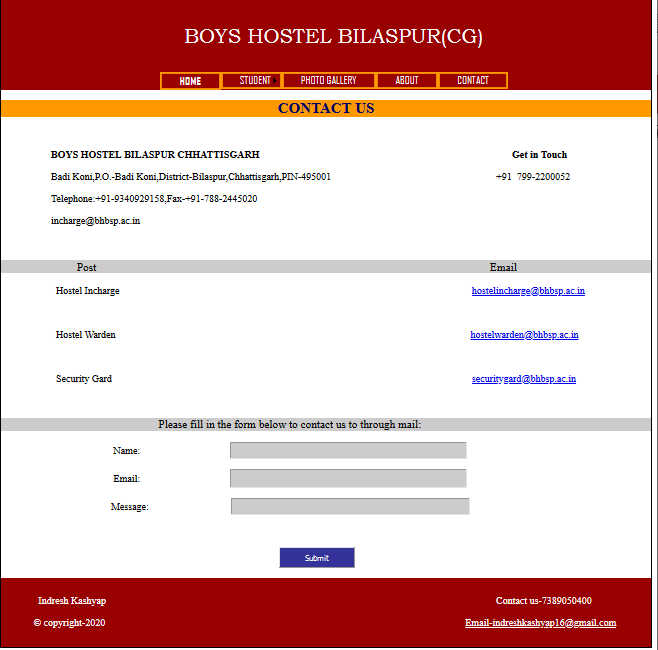 BOYS HOSTEL BILASPUR(CG)
HOME STUDENT PHOTO GALLERY ABOUT CONTACT
CONTACT US
BOYS HOSTEL BILASPUR CHHATTISGARH Get in Touch
Badi Koni,P.O.-Badi Koni,District-Bilaspur,Chhattisgarh,PIN-495001 +91 799-2200052
Telephone:+91-9340929158,Fax-+91-788-2445020
incharge@bhbsp.ac.in
Post Email
Hostel Incharge hostelincharge@bhbsp.ac.in
Hostel Warden hostelwarden@bhbsp.ac.in
Security Gard securitygard@bhbsp.ac.in
Please fill in the form below to contact us to through mail:
Name:
Email:
Message:
Submit
Indresh Kashyap Contact us-7389050400
© copyright-2020 Email-indreshkashyap16@gmail.com